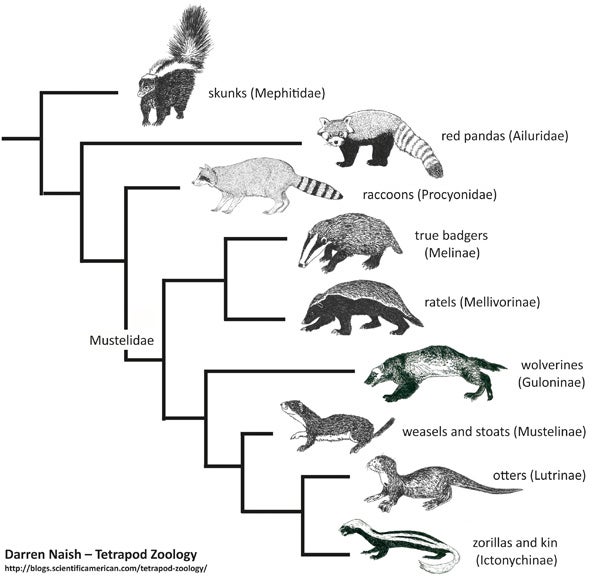 skunks (Mephitidae)
red pandas (Ailuridae)
raccoons (Procyonidae)
true badgers
(Melinae)
ratels (Mellivorinae)
Mustelidae
wolverines
(Guloninae)
weasels and stoats (Mustelinae)
otters (Lutrinae)
zorillas and kin
(Ictonychinae)
Darren Naish – Tetrapod Zoology
http://blogs.scientificamerican.com/tetrapod-zoology/